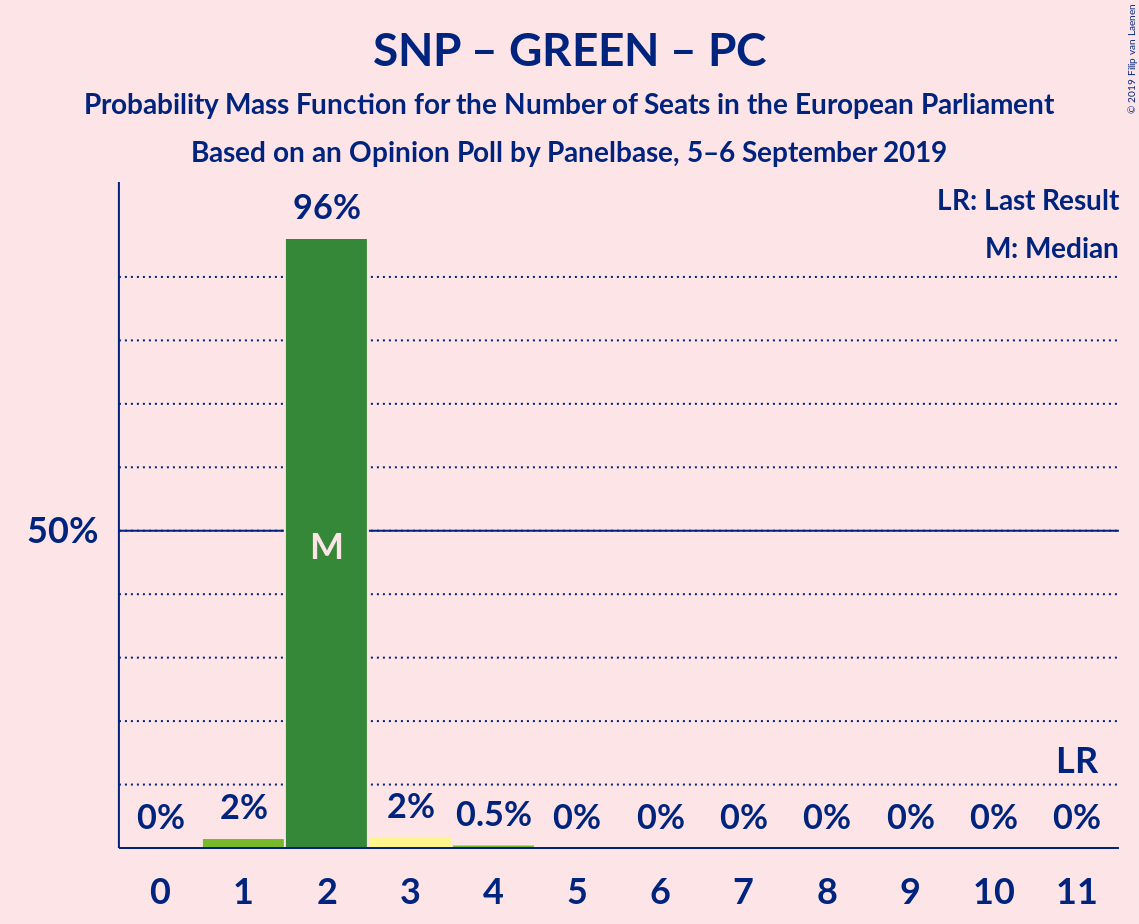 SNP – GREEN – PC
Probability Mass Function for the Number of Seats in the European Parliament
Based on an Opinion Poll by Panelbase, 5–6 September 2019
© 2019 Filip van Laenen
LR: Last Result
M: Median
96%
50%
M
LR
0% 2% 2% 0.5% 0% 0% 0% 0% 0% 0% 0%
0 1 2 3 4 5 6 7 8 9 10 11